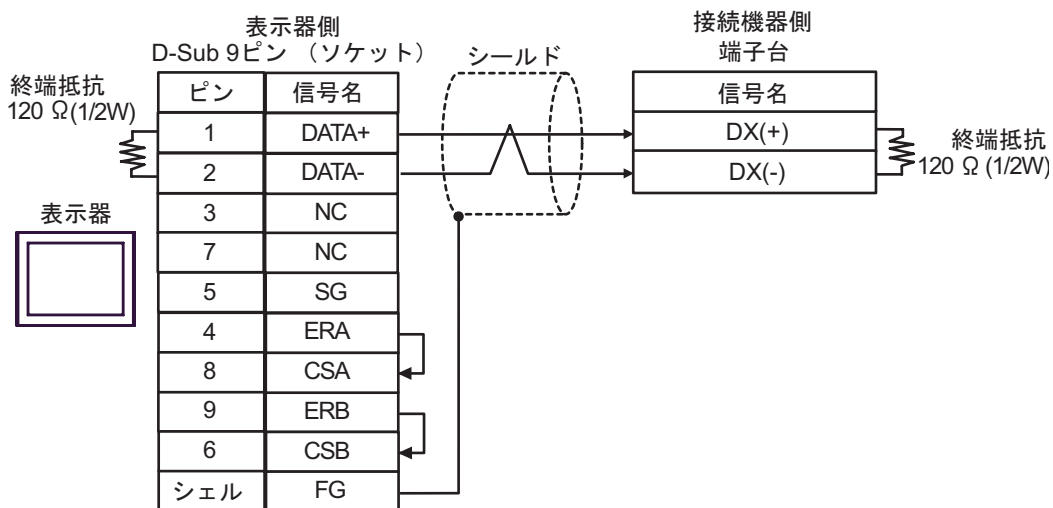 表示器側
D-Sub 9ピン （ソケット）
シールド
接続機器側
端子台
終端抵抗
120 Ω(1/2W)
ピン 信号名
1 DATA+
2 DATA-
3 NC
7 NC
5 SG
4 ERA
8 CSA
9 ERB
6 CSB
シェル FG
表示器
信号名
DX(+)
DX(-)
終端抵抗
120 Ω (1/2W)